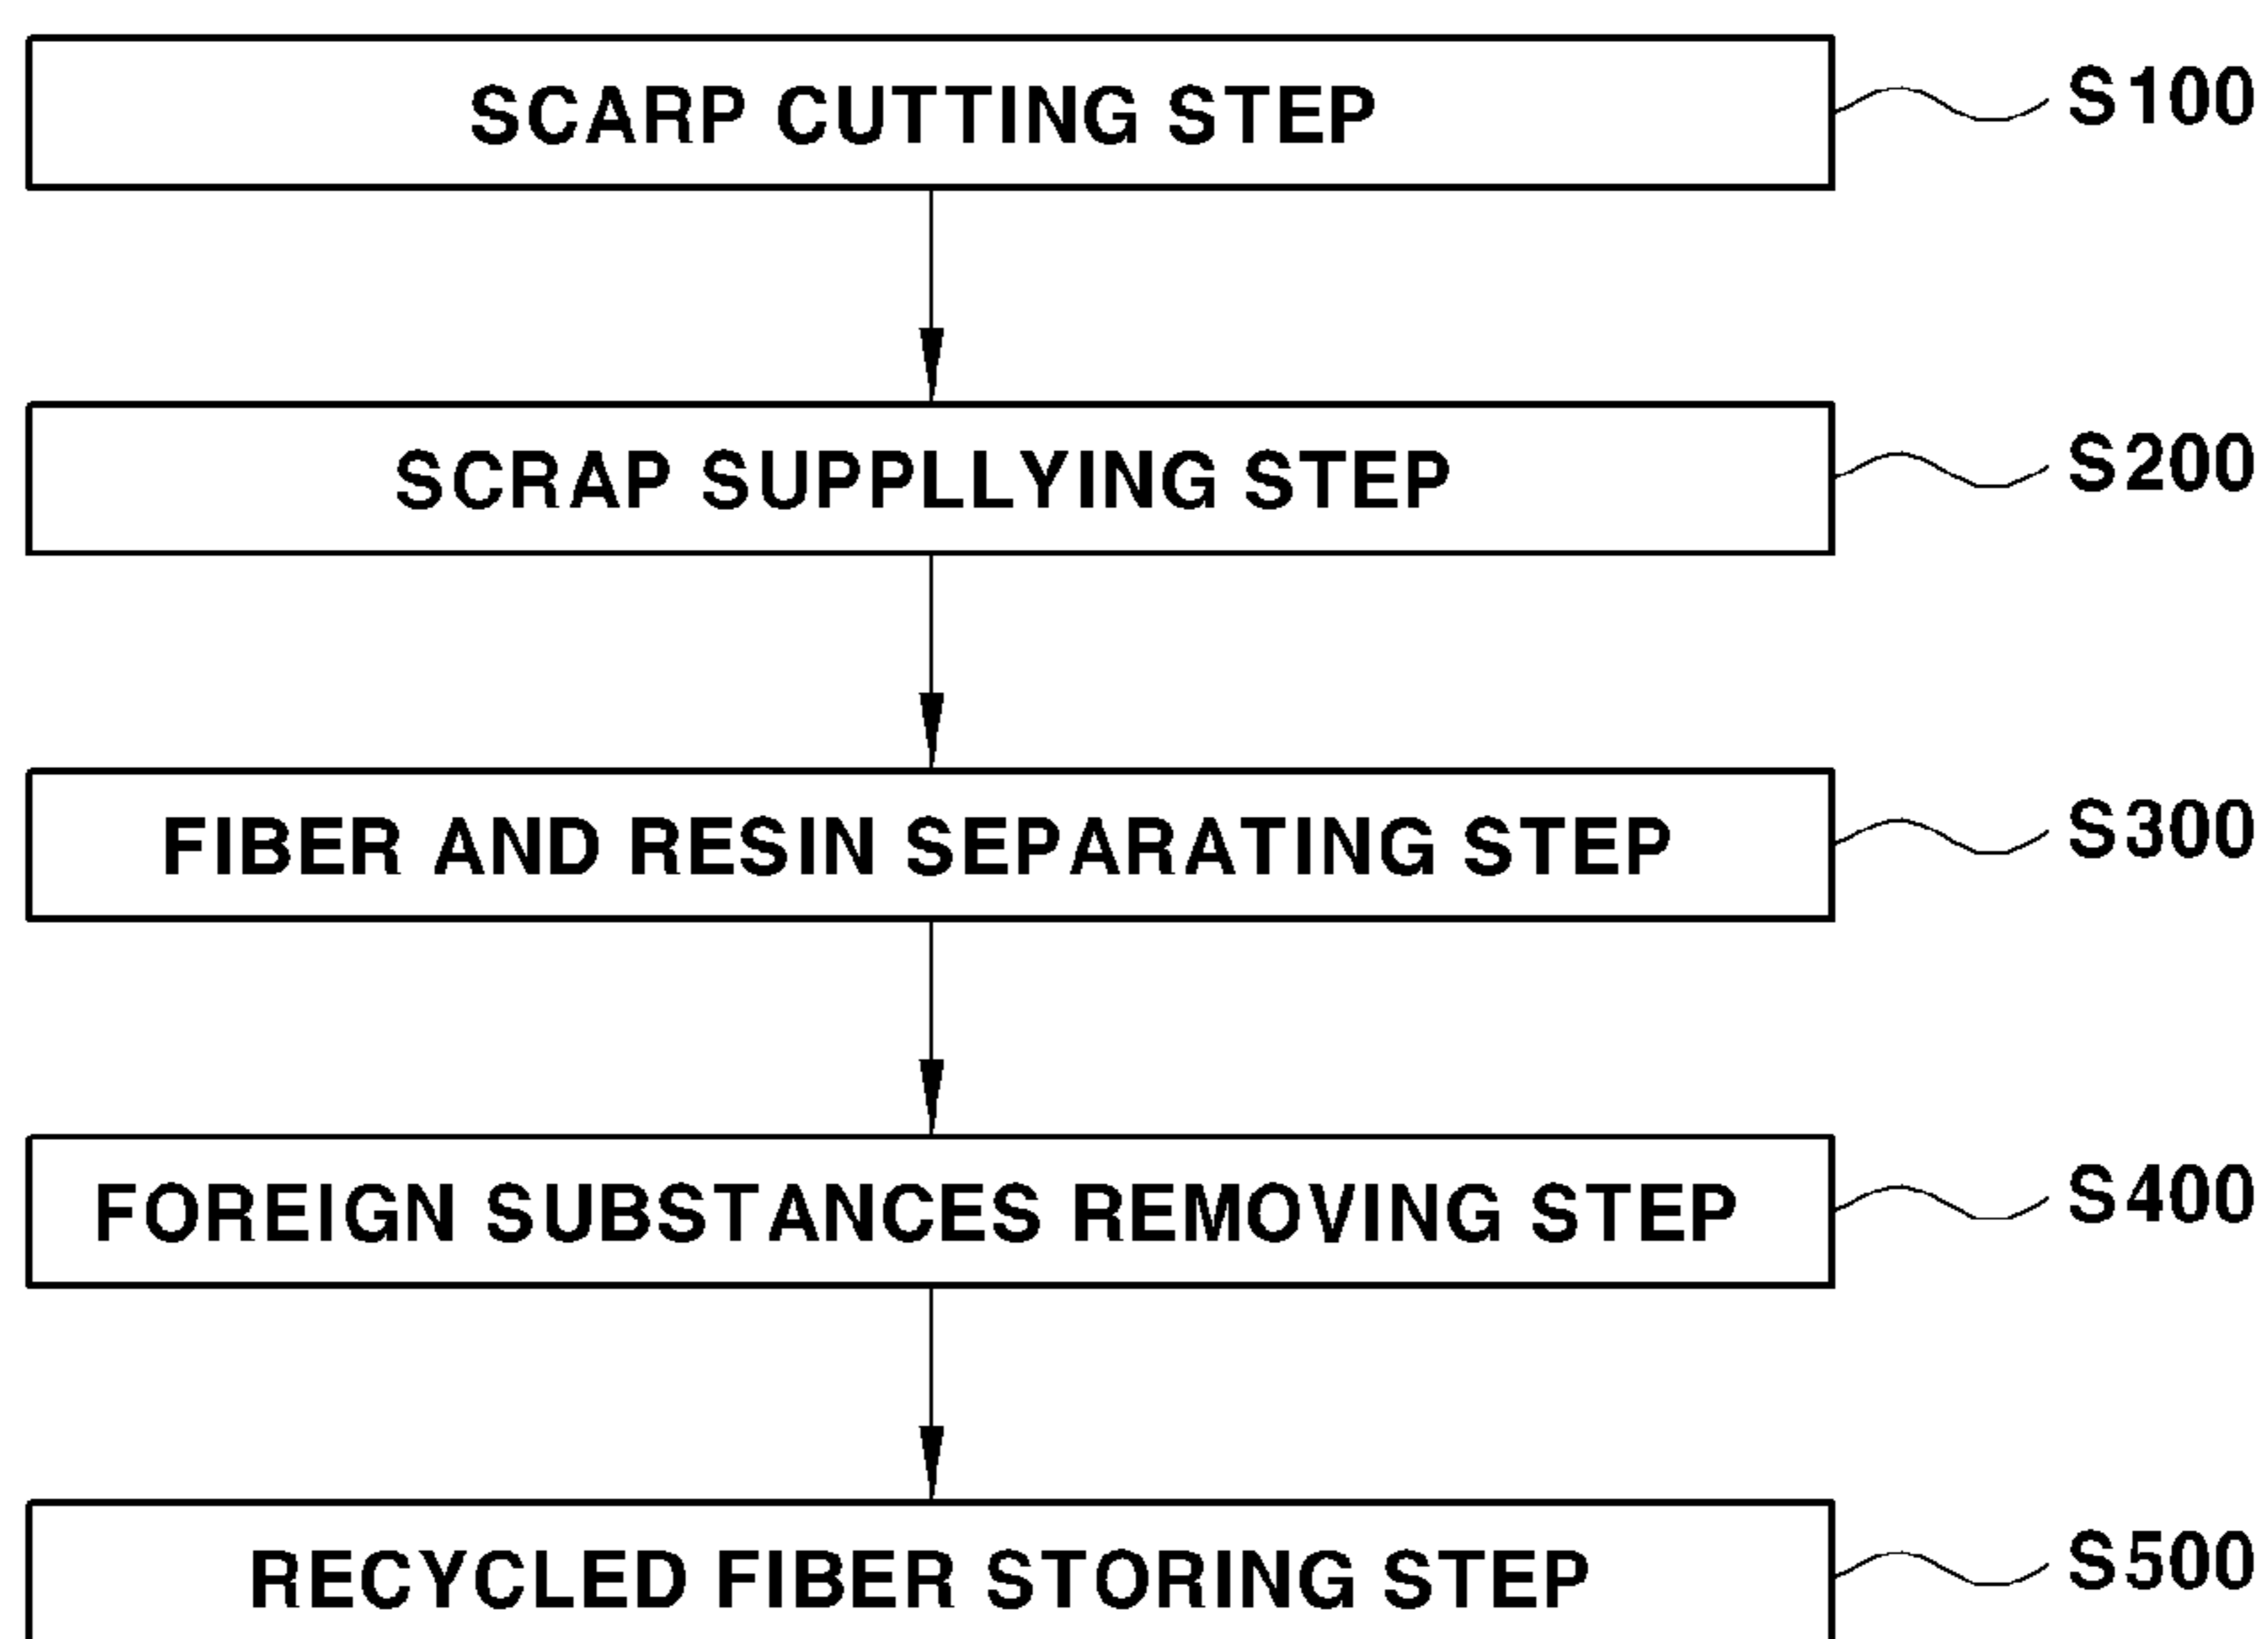 SCARP CUTTING STEP S100
SCRAP SUPPLLYING STEP S200
FIBER AND RESIN SEPARATING STEP S300
FOREIGN SUBSTANCES REMOVING STEP S400
RECYCLED FIBER STORING STEP S500